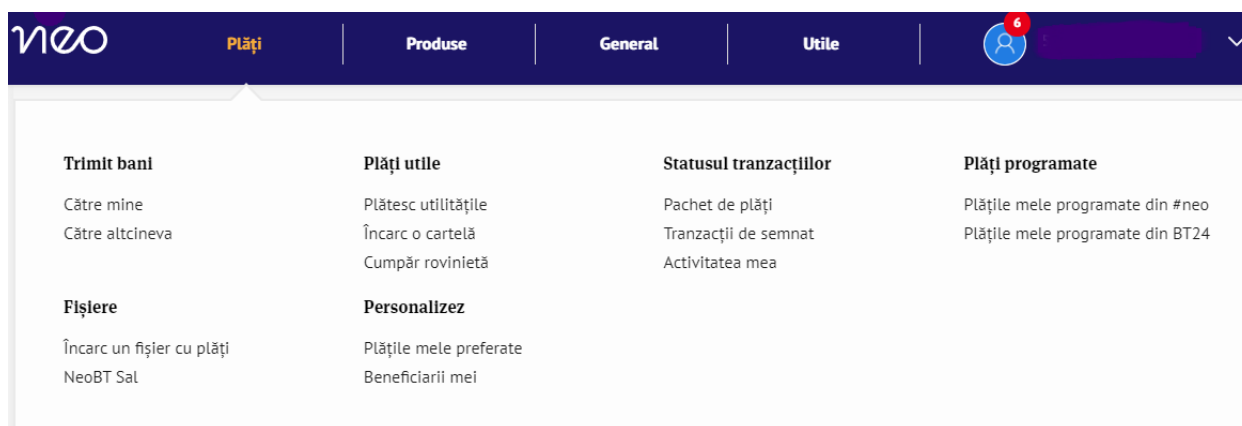 neo
Plăți
Produse
General
Utile
6
Trimit bani
Către mine
Către altcineva
Plăți utile
Plătesc utilitățile
Încarc o cartelă
Cumpăr rovinietă
Statusul tranzacțiilor
Pachet de plăți
Tranzacții de semnat
Activitatea mea
Plăți programate
Plățile mele programate din #neo
Plățile mele programate din BT24
Fișiere
Încarc un fișier cu plăți
NeoBT Sal
Personalizez
Plățile mele preferate
Beneficiarii mei